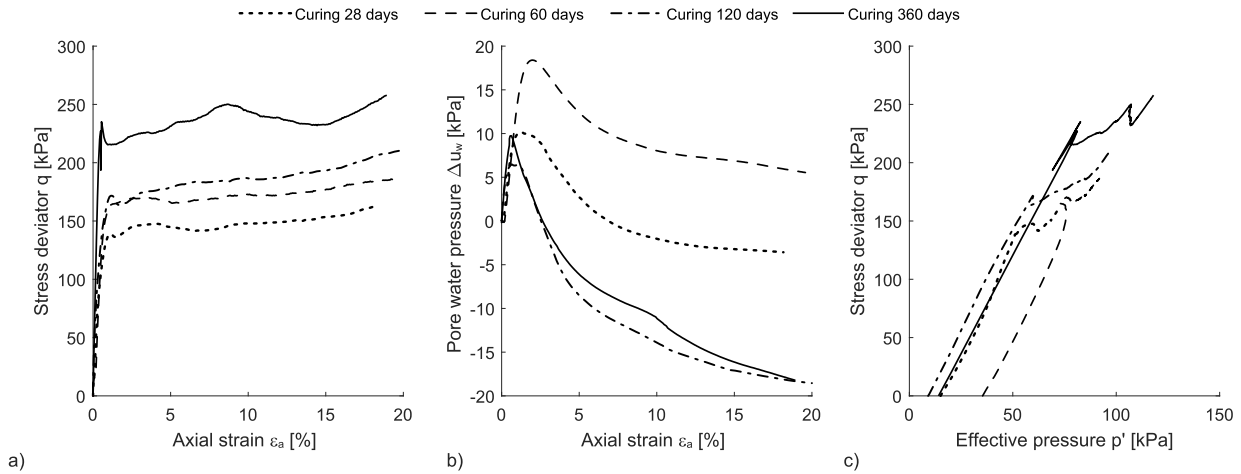 Curing 28 days Curing 60 days Curing 120 days Curing 360 days
300
250
200
150
100
50
0
0 5 10 15 20
Stress deviator q [kPa]
Axial strain εa [%]
a)
20
15
10
5
0
-5
-10
-15
-20
0 5 10 15 20
Pore water pressure Δuw [kPa]
Axial strain εa [%]
b)
300
250
200
150
100
50
0
0 50 100 150
Stress deviator q [kPa]
Effective pressure p' [kPa]
c)